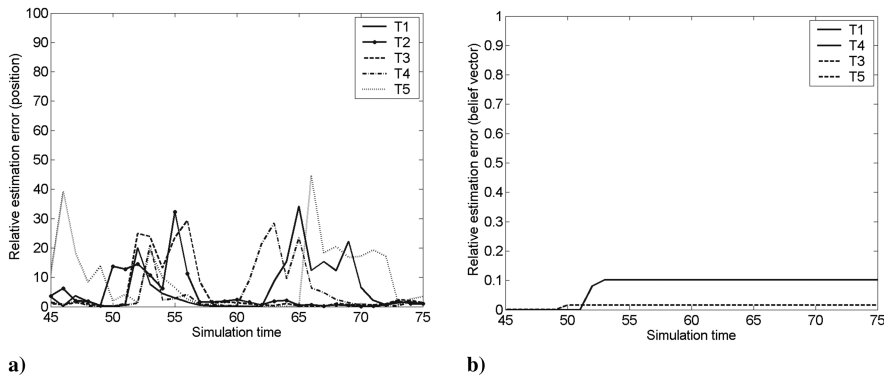 100
90
80
70
60
50
40
30
20
10
0
Relative estimation error (position)
45 50 55 60 65 70 75
Simulation time
T1
T2
T3
T4
T5
a)
1
0.9
0.8
0.7
0.6
0.5
0.4
0.3
0.2
0.1
0
Relative estimation error (belief vector)
45 50 55 60 65 70 75
Simulation time
T1
T4
T3
T5
b)